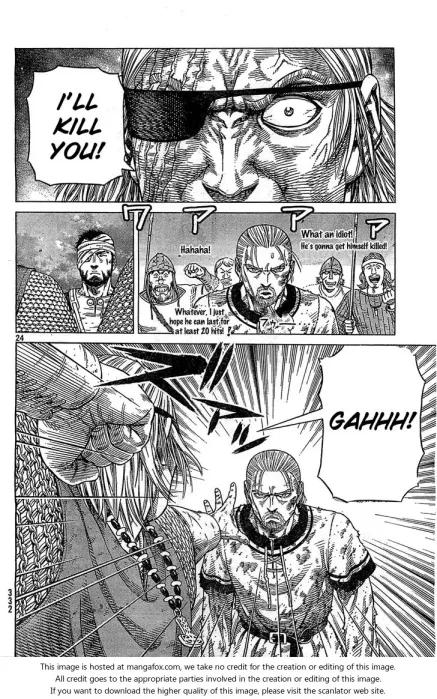 I'LL
KILL
YOU!
ワ ァ ァ ァ
Hahaha!
What an idiot!
He's gonna get himself killed!
Whatever, I just
hope he can last for
at least 20 hits!
24
GAHHH!
332
This image is hosted at mangafox.com, we take no credit for the creation or editing of this image.
All credit goes to the appropriate parties involved in the creation or editing of this image.
If you want to download the higher quality of this image, please visit the scanlator web site.